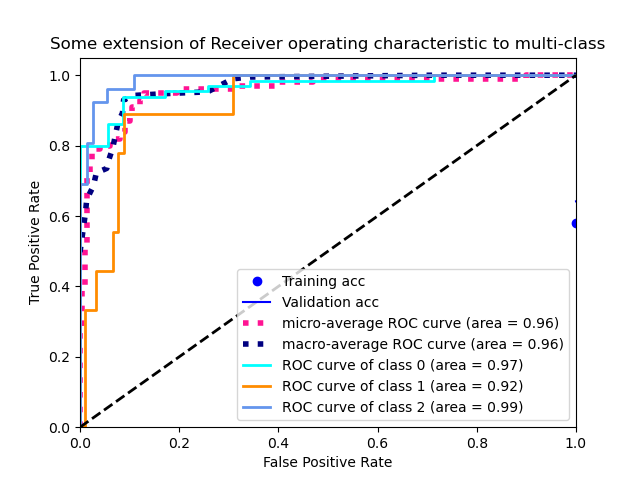 Some extension of Receiver operating characteristic to multi-class
True Positive Rate
1.0
0.8
0.6
0.4
0.2
0.0
Training acc
Validation acc
micro-average ROC curve (area = 0.96)
macro-average ROC curve (area = 0.96)
ROC curve of class 0 (area = 0.97)
ROC curve of class 1 (area = 0.92)
ROC curve of class 2 (area = 0.99)
0.0 0.2 0.4 0.6 0.8 1.0
False Positive Rate